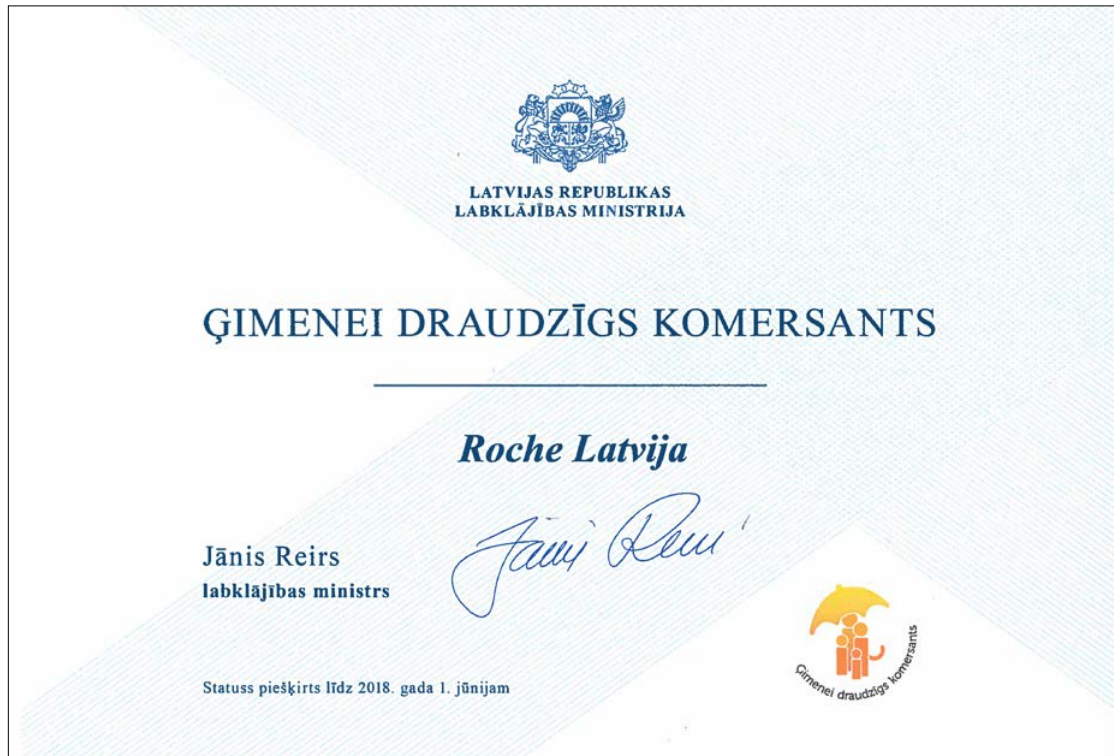 LATVIJAS REPUBLIKAS
LABKLĀJĪBAS MINISTRIJA
ĢIMENEI DRAUDZĪGS KOMERSANTS
Roche Latvija
Jānis Reirs
labklājības ministrs
Statuss piešķirts līdz 2018. gada 1. jūnijam
Ģimenei draudzīgs komersants